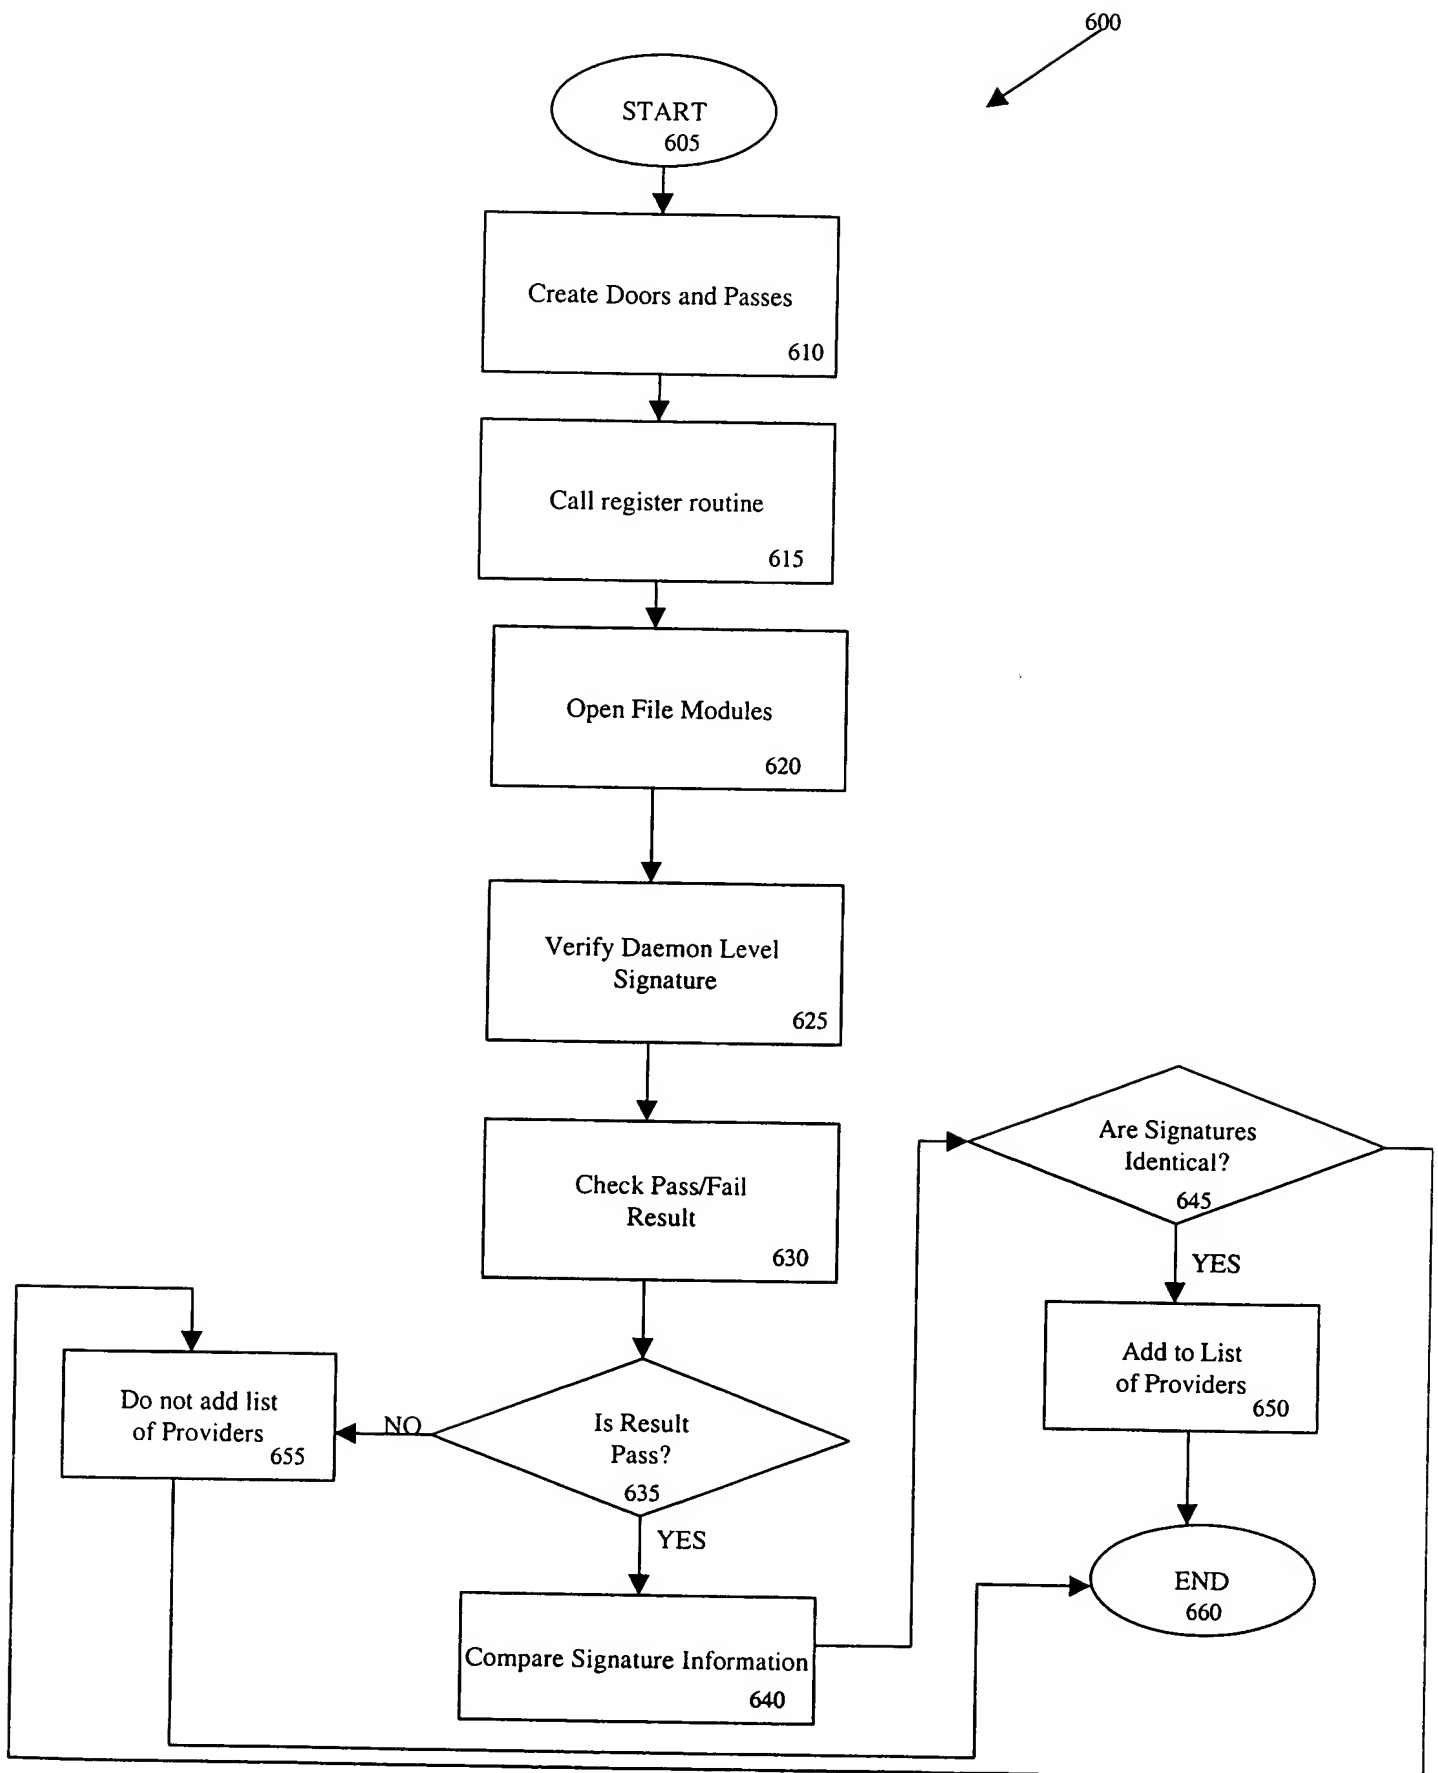 600
START
605
Create Doors and Passes
610
Call register routine
615
Open File Modules
620
Verify Daemon Level
Signature
625
Check Pass/Fail
Result
630
Is Result
Pass?
635
NO
Do not add list
of Providers
655
YES
Compare Signature Information
640
Are Signatures
Identical?
645
YES
Add to List
of Providers
650
END
660